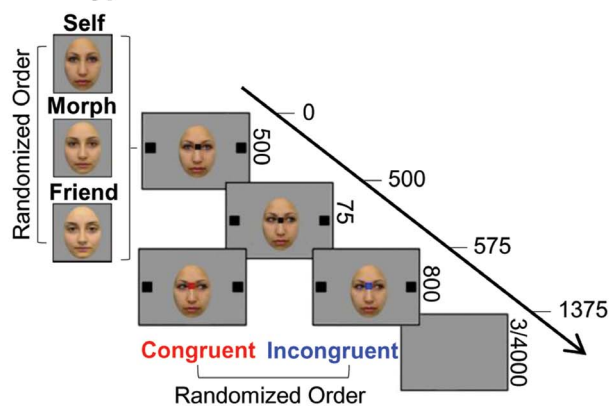 Self
Randomized Order
Morph
Friend
0
500
500
75
575
800
1375
3/4000
Congruent Incongruent
Randomized Order